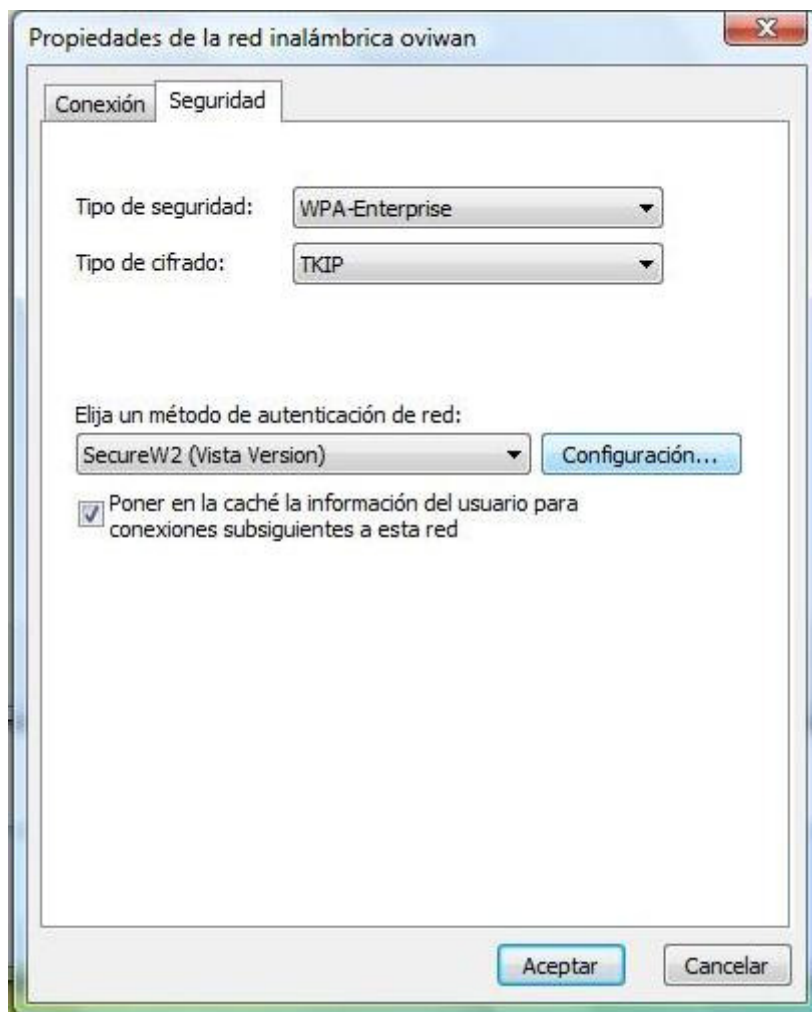 Propiedades de la red inalámbrica oviwan
Conexión
Seguridad
Tipo de seguridad:
WPA-Enterprise
Tipo de cifrado:
TKIP
Elija un método de autenticación de red:
SecureW2 (Vista Version)
Configuración...
Poner en la caché la información del usuario para
conexiones subsiguientes a esta red
Aceptar
Cancelar